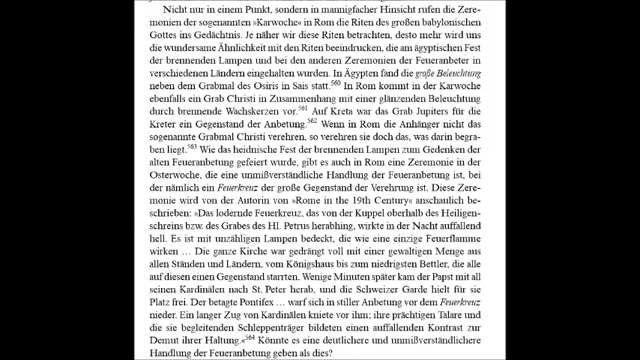 Nicht nur in einem Punkt, sondern in mannigfacher Hinsicht rufen die Zere-
monien der sogenannten »Karwoche« in Rom die Riten des großen babylonischen
Gottes ins Gedächtnis. Je näher wir diese Riten betrachten, desto mehr wird uns
die wundersame Ähnlichkeit mit den Riten beeindrucken, die am ägyptischen Fest
der brennenden Lampen und bei den anderen Zeremonien der Feueranbeter in
verschiedenen Ländern eingehalten wurden. In Ägypten fand die große Beleuchtung
neben dem Grabmal des Osiris in Sais statt.560 In Rom kommt in der Karwoche
ebenfalls ein Grab Christi in Zusammenhang mit einer glänzenden Beleuchtung
durch brennende Wachskerzen vor.561 Auf Kreta war das Grab Jupiters für die
Kreter ein Gegenstand der Anbetung.562 Wenn in Rom die Anhänger nicht das
sogenannte Grabmal Christi verehren, so verehren sie doch das, was darin begra-
ben liegt.563 Wie das heidnische Fest der brennenden Lampen zum Gedenken der
alten Feueranbetung gefeiert wurde, gibt es auch in Rom eine Zeremonie in der
Osterwoche, die eine unmißverständliche Handlung der Feueranbetung ist, bei
der nämlich ein Feuerkreuz der große Gegenstand der Verehrung ist. Diese Zere-
monie wird von der Autorin von »Rome in the 19th Century« anschaulich be-
schrieben: »Das lodernde Feuerkreuz, das von der Kuppel oberhalb des Heiligen-
schreins bzw. des Grabes des Hl. Petrus herabhing, wirkte in der Nacht auffallend
hell. Es ist mit unzähligen Lampen bedeckt, die wie eine einzige Feuerflamme
wirken … Die ganze Kirche war gedrängt voll mit einer gewaltigen Menge aus
allen Ständen und Ländern, vom Königshaus bis zum niedrigsten Bettler, die alle
auf diesen einen Gegenstand starrten. Wenige Minuten später kam der Papst mit all
seinen Kardinälen nach St. Peter herab, und die Schweizer Garde hielt für sie
Platz frei. Der betagte Pontifex … warf sich in stiller Anbetung vor dem Feuerkreuz
nieder. Ein langer Zug von Kardinälen kniete vor ihm; ihre prächtigen Talare und
die sie begleitenden Schleppenträger bildeten einen auffallenden Kontrast zur
Demut ihrer Haltung.«564 Könnte es eine deutlichere und unmißverständlichere
Handlung der Feueranbetung geben als dies?